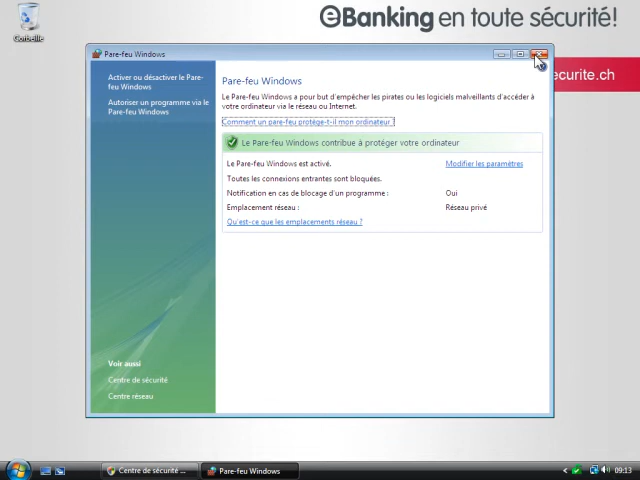 Corbeille
eBanking en toute sécurité!
ecurite.ch
Pare-feu Windows
Activer ou désactiver le Pare-
feu Windows
Autoriser un programme via le
Pare-feu Windows
Pare-feu Windows
Le Pare-feu Windows a pour but d'empêcher les pirates ou les logiciels malveillants d'accéder à
votre ordinateur via le réseau ou Internet.
Comment un pare-feu protège-t-il mon ordinateur ?
Le Pare-feu Windows contribue à protéger votre ordinateur
Le Pare-feu Windows est activé.
Modifier les paramètres
Toutes les connexions entrantes sont bloquées.
Notification en cas de blocage d'un programme :
Oui
Emplacement réseau :
Réseau privé
Qu'est-ce que les emplacements réseau ?
Voir aussi
Centre de sécurité
Centre réseau
Centre de sécurité ...
Pare-feu Windows
09:13